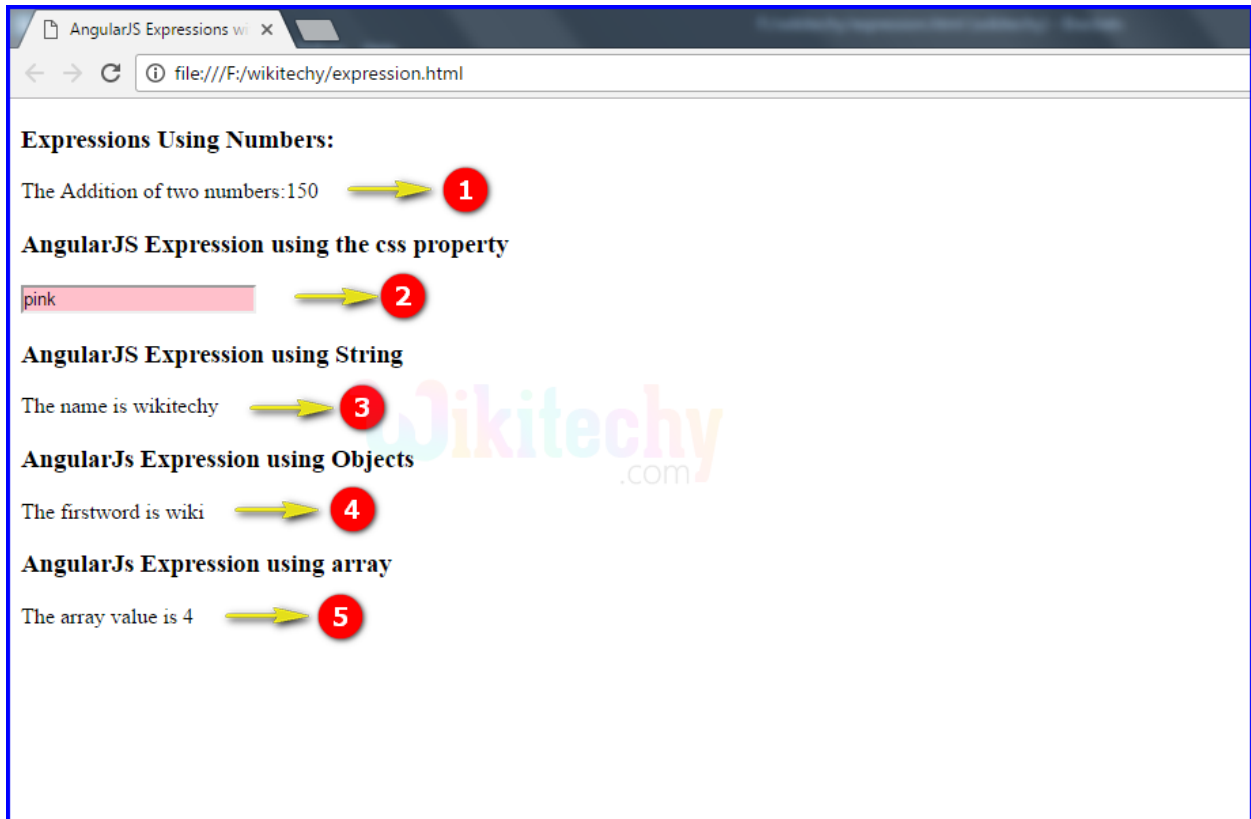 AngularJS Expressions wi
file:///F:/wikitechy/expression.html
Expressions Using Numbers:
The Addition of two numbers:150
1
AngularJS Expression using the css property
pink
2
AngularJS Expression using String
The name is wikitechy
3
wikitechy
.com
AngularJs Expression using Objects
The firstword is wiki
4
AngularJs Expression using array
The array value is 4
5